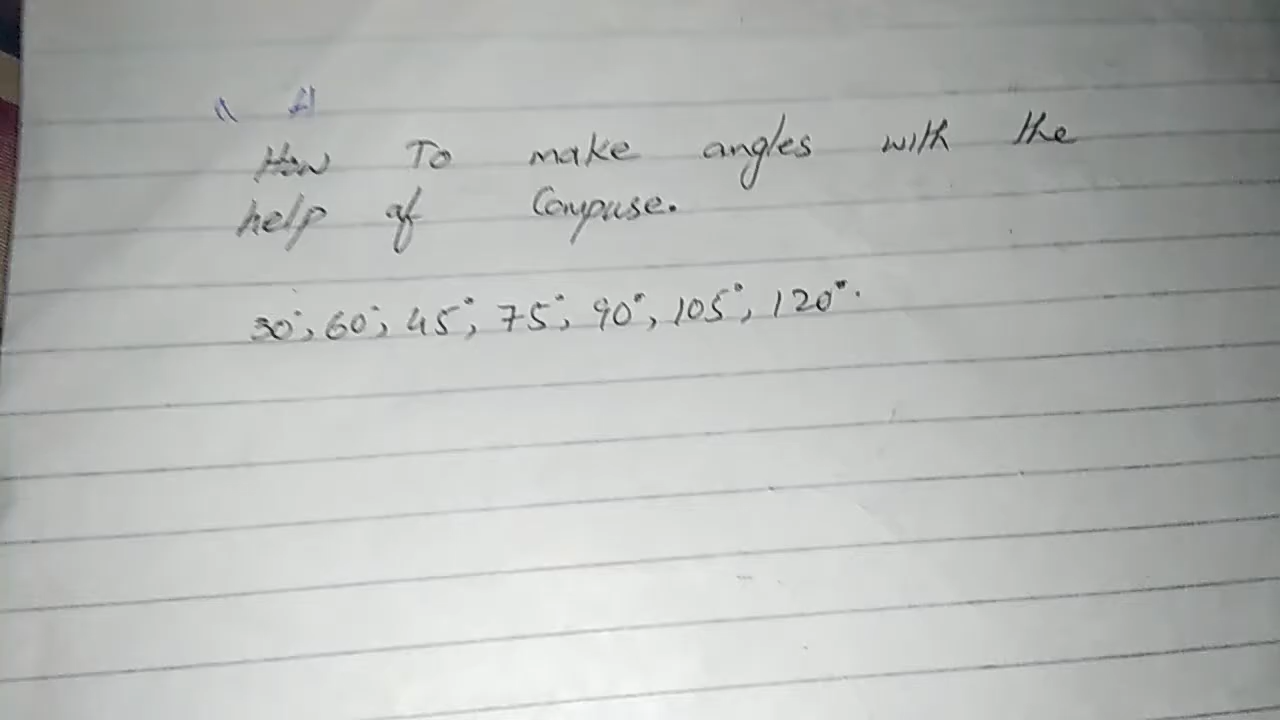 How To make angles with the
help of Compuse.
30°, 60°, 45°, 75°, 90°, 105°, 120°.